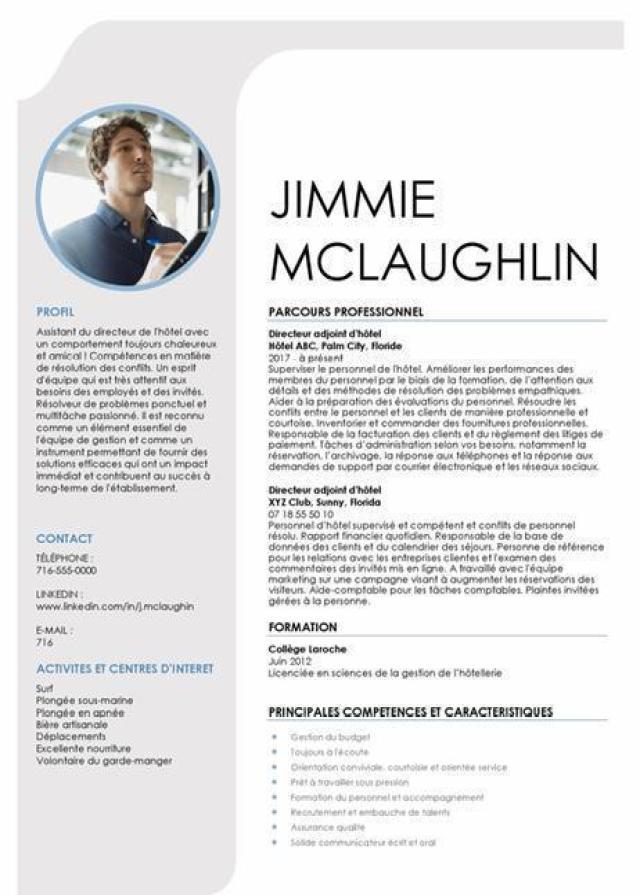 JIMMIE
MCLAUGHLIN
PROFIL
Assistant du directeur de l'hôtel avec
un comportement toujours chaleureux
et amical ! Compétences en matière
de résolution des conflits. Un esprit
d'équipe qui est très attentif aux
besoins des employés et des invités.
Résolveur de problèmes ponctuel et
multitâche passionné. Il est reconnu
comme un élément essentiel de
l'équipe de gestion et comme un
instrument permettant de fournir des
solutions efficaces qui ont un impact
immédiat et contribuent au succès à
long-terme de l'établissement.
CONTACT
TÉLÉPHONE :
716-555-0000
LINKEDIN :
www.linkedin.com/in/j.mclaughin
E-MAIL :
716
ACTIVITES ET CENTRES D'INTERET
Surf
Plongée sous-marine
Plongée en apnée
Bière artisanale
Déplacements
Excellente nourriture
Volontaire du garde-manger
PARCOURS PROFESSIONNEL
Directeur adjoint d'hôtel
Hôtel ABC, Palm City, Floride
2017 - à présent
Superviser le personnel de l'hôtel. Améliorer les performances des
membres du personnel par le biais de la formation, de l'attention aux
détails et des méthodes de résolution des problèmes empathiques.
Aider à la préparation des évaluations du personnel. Résoudre les
conflits entre le personnel et les clients de manière professionnelle et
courtoise. Inventorier et commander des fournitures professionnelles.
Responsable de la facturation des clients et du règlement des litiges de
paiement. Tâches d'administration selon vos besoins, notamment la
réservation, l'archivage, la réponse aux téléphones et la réponse aux
demandes de support par courrier électronique et les réseaux sociaux.
Directeur adjoint d'hôtel
XYZ Club, Sunny, Florida
07 18 55 50 10
Personnel d'hôtel supervisé et compétent et conflits de personnel
résolu. Rapport financier quotidien. Responsable de la base de
données des clients et du calendrier des séjours. Personne de référence
pour les relations avec les entreprises clientes et l'examen des
commentaires des invités mis en ligne. A travaillé avec l'équipe
marketing sur une campagne visant à augmenter les réservations des
visiteurs. Aide-comptable pour les tâches comptables. Plaintes invitées
gérées à la personne.
FORMATION
Collège Laroche
Juin 2012
Licenciée en sciences de la gestion de l'hôtellerie
PRINCIPALES COMPETENCES ET CARACTERISTIQUES
Gestion du budget
Toujours à l'écoute
Orientation conviviale, courtoisie et orientée service
Prêt à travailler sous pression
Formation du personnel et accompagnement
Recrutement et embauche de talents
Assurance qualité
Solide communicateur écrit et oral